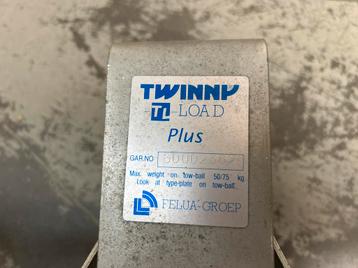 TWINNY
TL-LOAD
Plus
GAR.NO
Max. weight on tow-ball 50/75 kg
Look at type-plate on tow-ball.
FELUA-GROEP